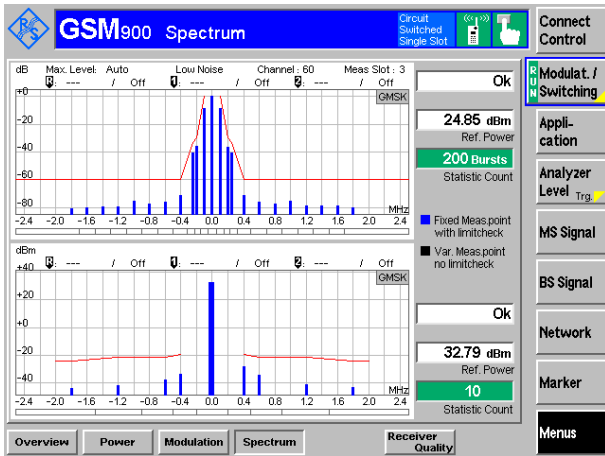 R S
GSM900 Spectrum
Circuit
Switched
Single Slot
Connect
Control
dB Max. Level: Auto Low Noise Channel : 60 Meas Slot : 3
1: --- / Off 1: --- / Off 2: --- / Off
GMSK
+0
-20
-40
-60
-80
MHz
-2.4 -2.0 -1.6 -1.2 -0.8 -0.4 0.0 0.4 0.8 1.2 1.6 2.0 2.4
Ok
24.85 dBm
Ref. Power
200 Bursts
Statistic Count
Fixed Meas.point
with limitcheck
Var. Meas.point
no limitcheck
dBm
+40
: --- / Off : --- / Off 2: --- / Off
GMSK
+20
+0
-20
-40
MHz
-2.4 -2.0 -1.6 -1.2 -0.8 -0.4 0.0 0.4 0.8 1.2 1.6 2.0 2.4
Ok
32.79 dBm
Ref. Power
10
Statistic Count
RUN
Modulat. /
Switching
Appli-
cation
Analyzer
Level Trg.
MS Signal
BS Signal
Network
Marker
Menus
Overview Power Modulation Spectrum Receiver
Quality